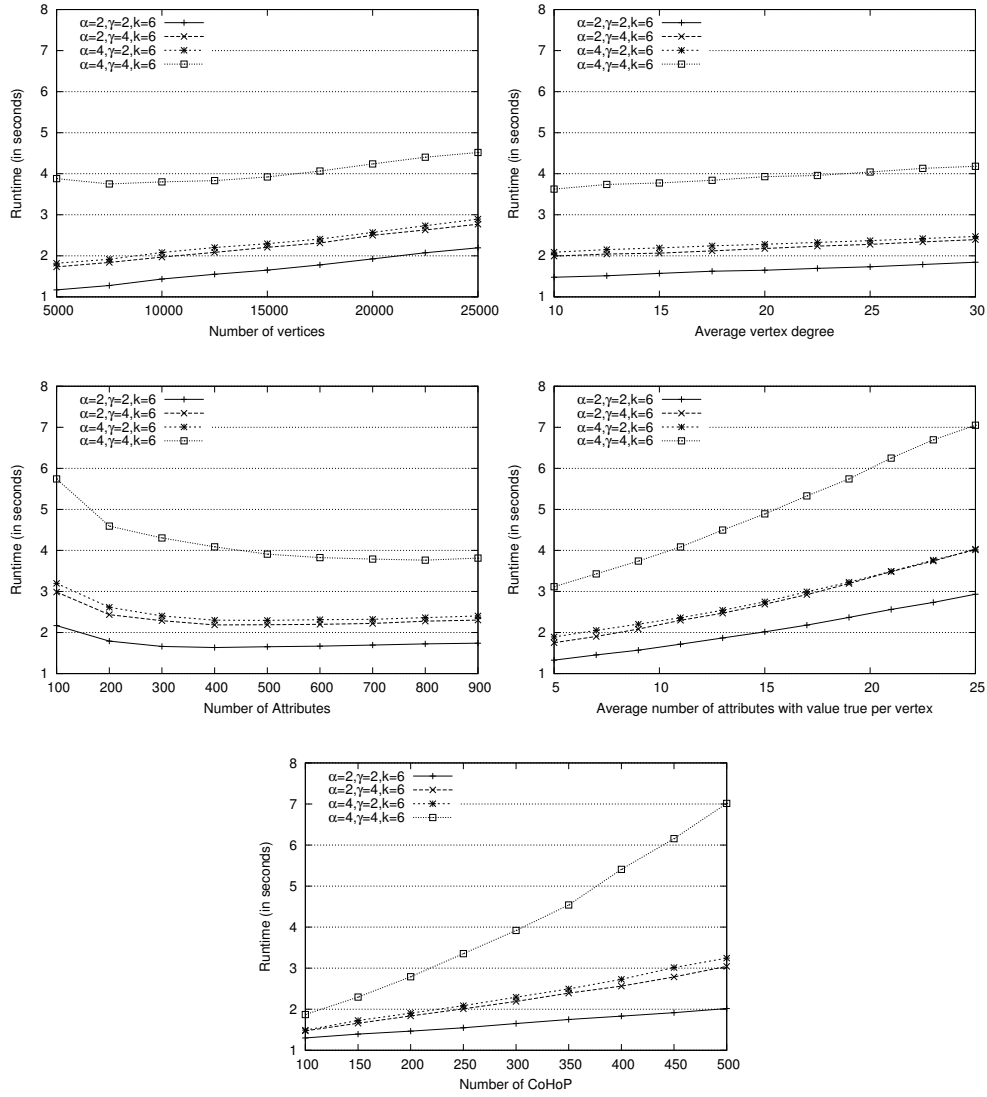 α=2,γ=2,k=6
α=2,γ=4,k=6
α=4,γ=2,k=6
α=4,γ=4,k=6
8
7
6
5
4
3
2
1
Runtime (in seconds)
5000 10000 15000 20000 25000
Number of vertices
α=2,γ=2,k=6
α=2,γ=4,k=6
α=4,γ=2,k=6
α=4,γ=4,k=6
8
7
6
5
4
3
2
1
Runtime (in seconds)
10 15 20 25 30
Average vertex degree
α=2,γ=2,k=6
α=2,γ=4,k=6
α=4,γ=2,k=6
α=4,γ=4,k=6
8
7
6
5
4
3
2
1
Runtime (in seconds)
100 200 300 400 500 600 700 800 900
Number of Attributes
α=2,γ=2,k=6
α=2,γ=4,k=6
α=4,γ=2,k=6
α=4,γ=4,k=6
8
7
6
5
4
3
2
1
Runtime (in seconds)
5 10 15 20 25
Average number of attributes with value true per vertex
α=2,γ=2,k=6
α=2,γ=4,k=6
α=4,γ=2,k=6
α=4,γ=4,k=6
8
7
6
5
4
3
2
1
Runtime (in seconds)
100 150 200 250 300 350 400 450 500
Number of CoHoP